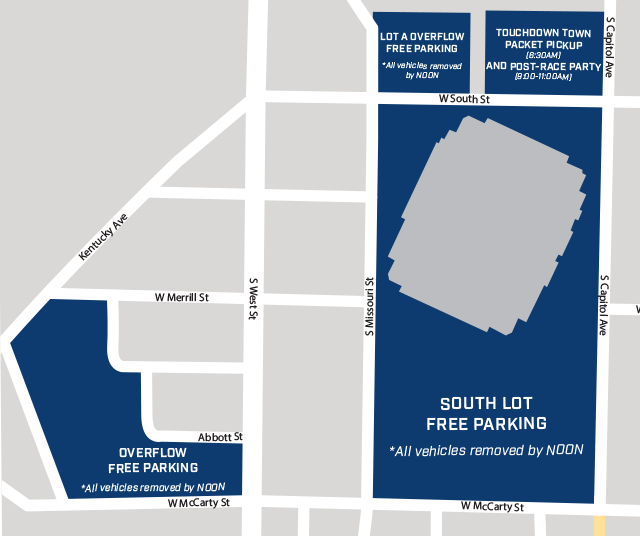 LOT A OVERFLOW
FREE PARKING
*All vehicles removed
by NOON
TOUCHDOWN TOWN
PACKET PICKUP
(6:30AM)
AND POST-RACE PARTY
(9:00-11:00AM)
S Capitol Ave
W South St
Kentucky Ave
W Merrill St
S West St
S Missouri St
S Capitol Ave
W
SOUTH LOT
FREE PARKING
*All vehicles removed by NOON
Abbott St
OVERFLOW
FREE PARKING
*All vehicles removed by NOON
W McCarty St
W McCarty St